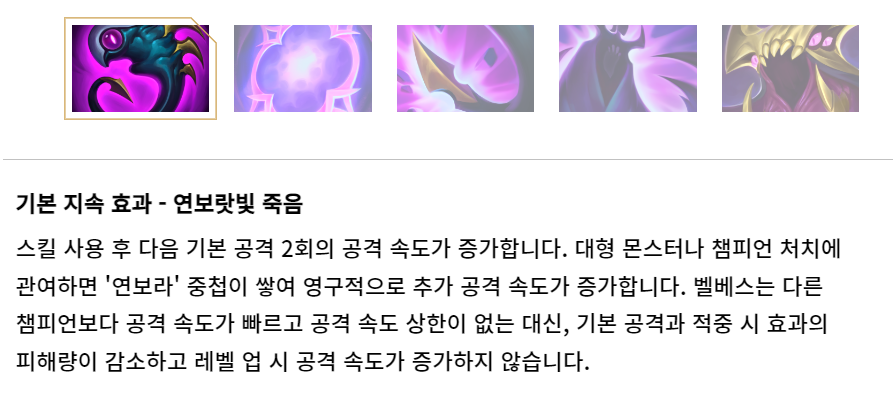 기본 지속 효과 - 연보랏빛 죽음
스킬 사용 후 다음 기본 공격 2회의 공격 속도가 증가합니다. 대형 몬스터나 챔피언 처치에
관여하면 '연보라' 중첩이 쌓여 영구적으로 추가 공격 속도가 증가합니다. 벨베스는 다른
챔피언보다 공격 속도가 빠르고 공격 속도 상한이 없는 대신, 기본 공격과 적중 시 효과의
피해량이 감소하고 레벨 업 시 공격 속도가 증가하지 않습니다.